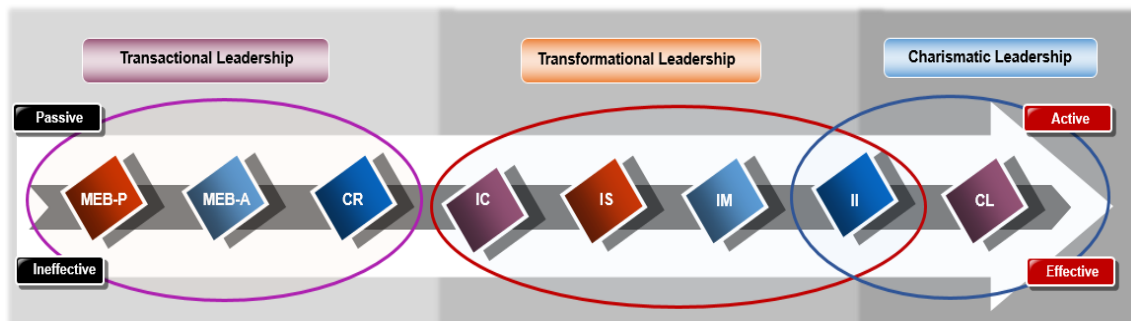 Transactional Leadership
Transformational Leadership
Charismatic Leadership
Passive
Active
MEB-P
MEB-A
CR
IC
IS
IM
II
CL
Ineffective
Effective